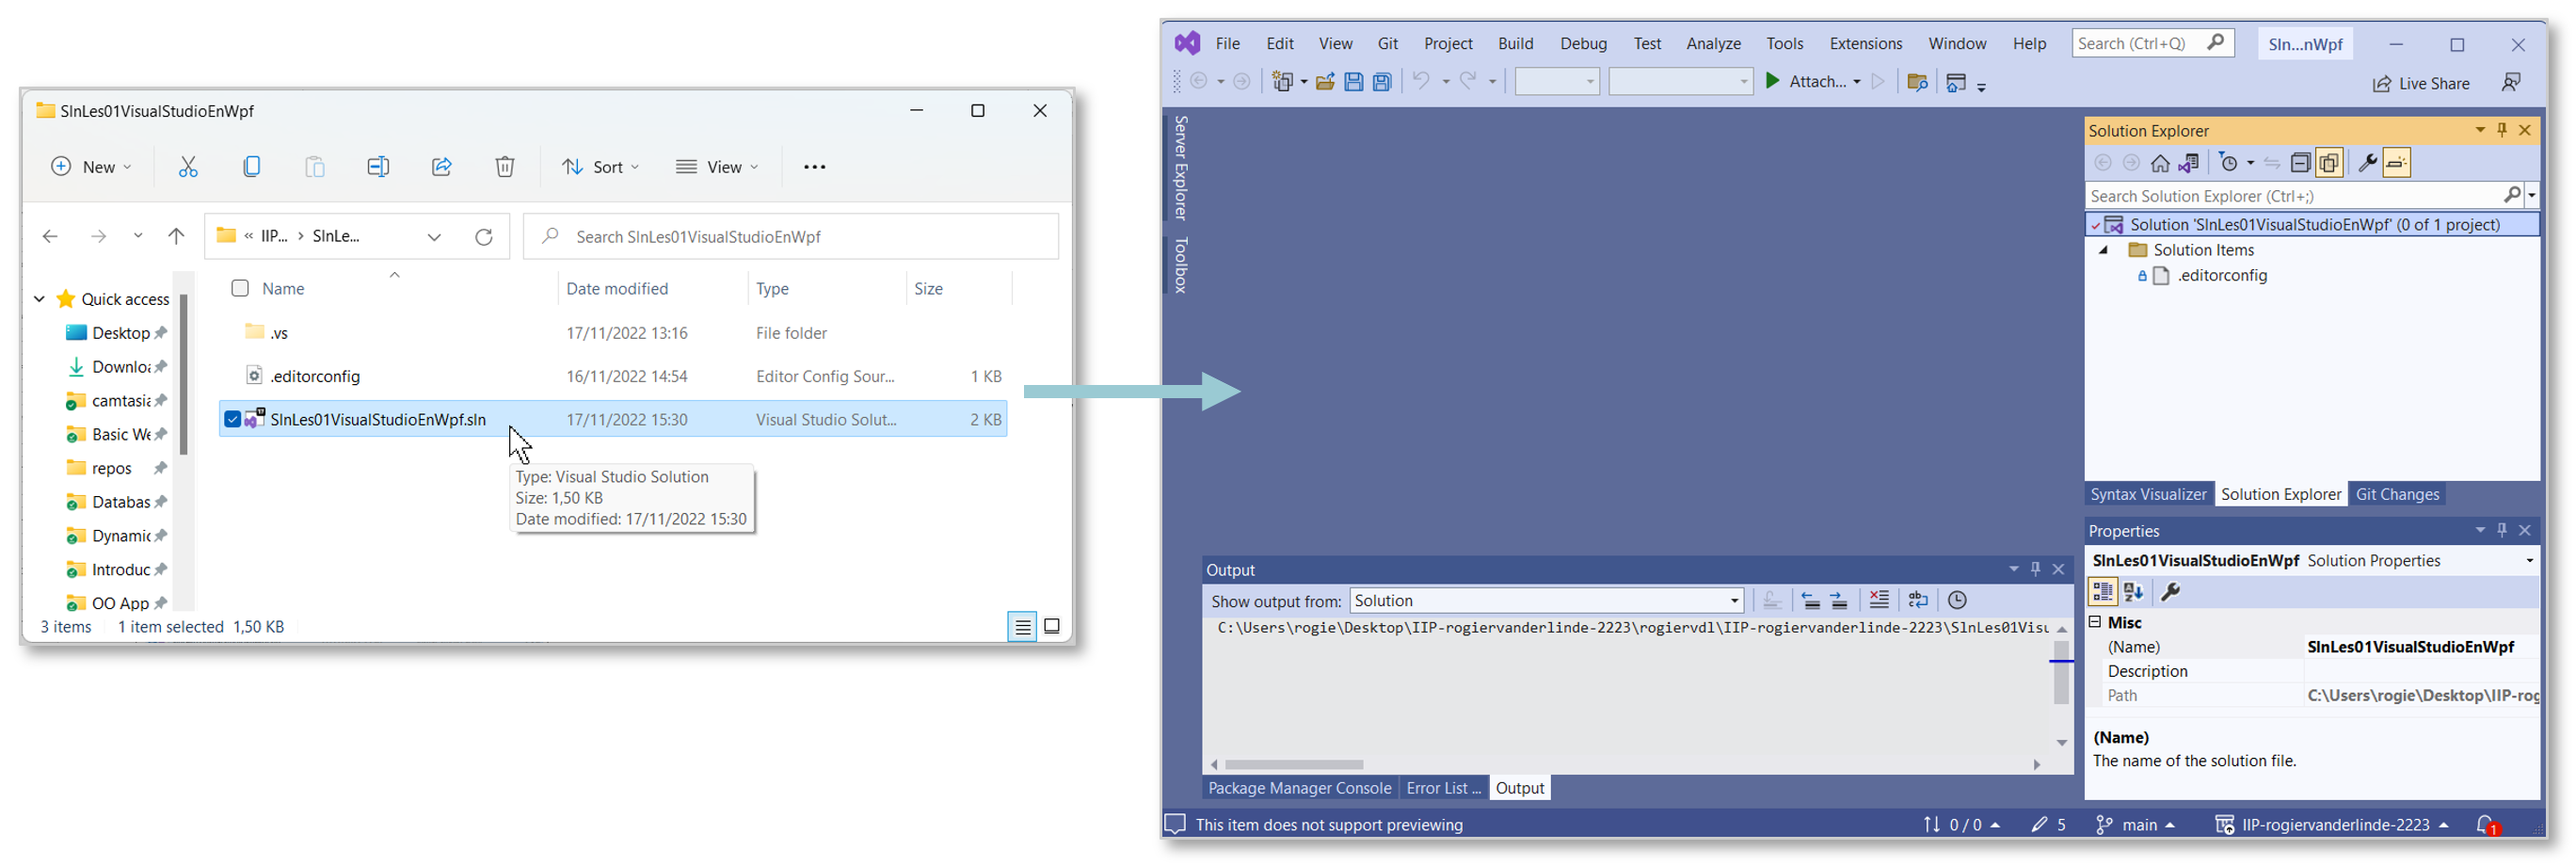 SlnLes01VisualStudioEnWpf
New
Sort
View
IIP... › SlnLe...
Search SlnLes01VisualStudioEnWpf
Name Date modified Type Size
Quick access
Desktop
Downloa
camtasia
Basic We
repos
Databas
Dynamic
Introduc
OO App
.vs 17/11/2022 13:16 File folder
.editorconfig 16/11/2022 14:54 Editor Config Sour... 1 KB
SlnLes01VisualStudioEnWpf.sln 17/11/2022 15:30 Visual Studio Solut... 2 KB
Type: Visual Studio Solution
Size: 1,50 KB
Date modified: 17/11/2022 15:30
3 items 1 item selected 1,50 KB
File Edit View Git Project Build Debug Test Analyze Tools Extensions Window Help Search (Ctrl+Q) Sln...nWpf
Attach... Live Share
Server Explorer
Toolbox
Solution Explorer
Search Solution Explorer (Ctrl+;)
Solution 'SlnLes01VisualStudioEnWpf' (0 of 1 project)
Solution Items
.editorconfig
Syntax Visualizer Solution Explorer Git Changes
Properties
SlnLes01VisualStudioEnWpf Solution Properties
Misc
(Name) SlnLes01VisualStudioEnWpf
Description
Path C:\Users\rogie\Desktop\IIP-rog
(Name)
The name of the solution file.
Output
Show output from: Solution
C:\Users\rogie\Desktop\IIP-rogiervanderlinde-2223\rogiervdl\IIP-rogiervanderlinde-2223\SlnLes01Visu
Package Manager Console Error List ... Output
This item does not support previewing 0 / 0 5 main IIP-rogiervanderlinde-2223 1